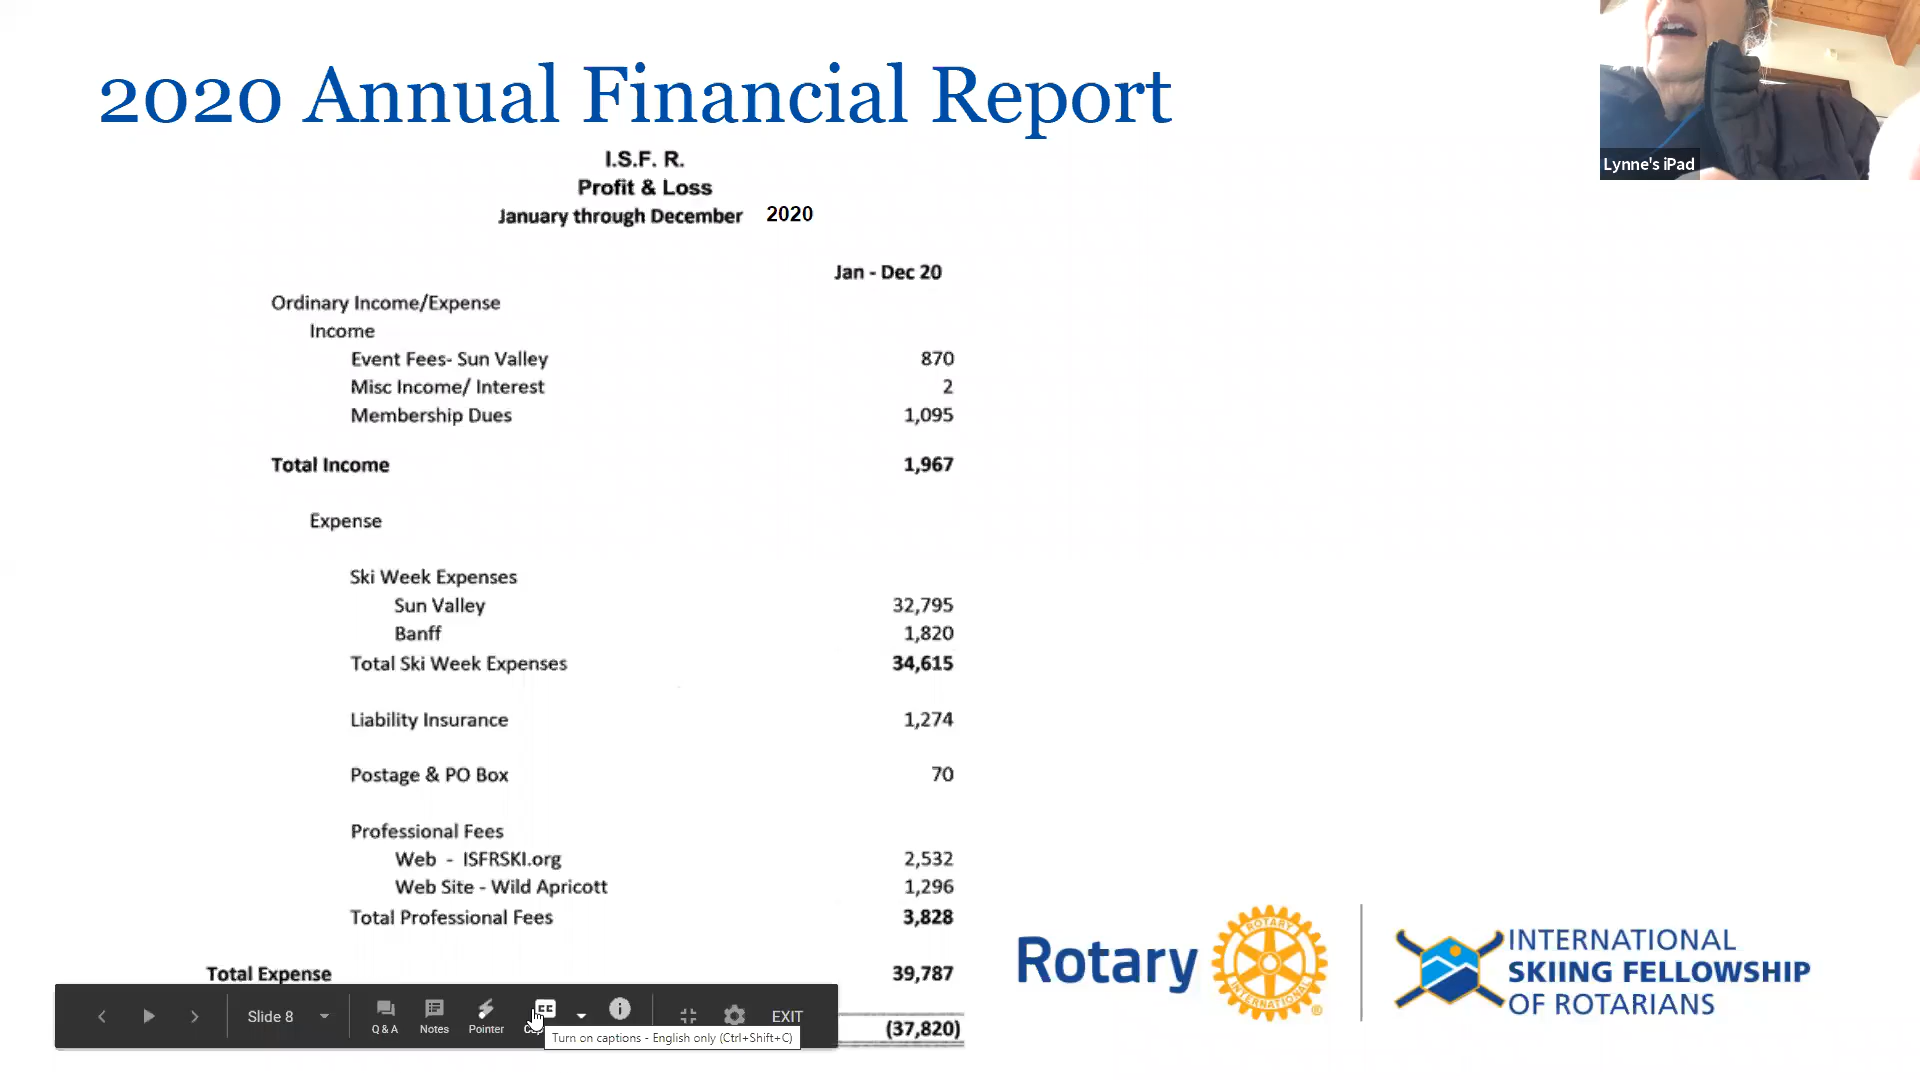 2020 Annual Financial Report
Lynne's iPad
I.S.F. R.
Profit & Loss
January through December 2020
Jan - Dec 20
Ordinary Income/Expense
Income
Event Fees- Sun Valley 870
Misc Income/ Interest 2
Membership Dues 1,095
Total Income 1,967
Expense
Ski Week Expenses
Sun Valley 32,795
Banff 1,820
Total Ski Week Expenses 34,615
Liability Insurance 1,274
Postage & PO Box 70
Professional Fees
Web - ISFRSKI.org 2,532
Web Site - Wild Apricott 1,296
Total Professional Fees 3,828
Total Expense 39,787
(37,820)
Slide 8
Q & A
Notes
Pointer
CC
EXIT
Turn on captions - English only (Ctrl+Shift+C)
Rotary
ROTARY
INTERNATIONAL
INTERNATIONAL
SKIING FELLOWSHIP
OF ROTARIANS